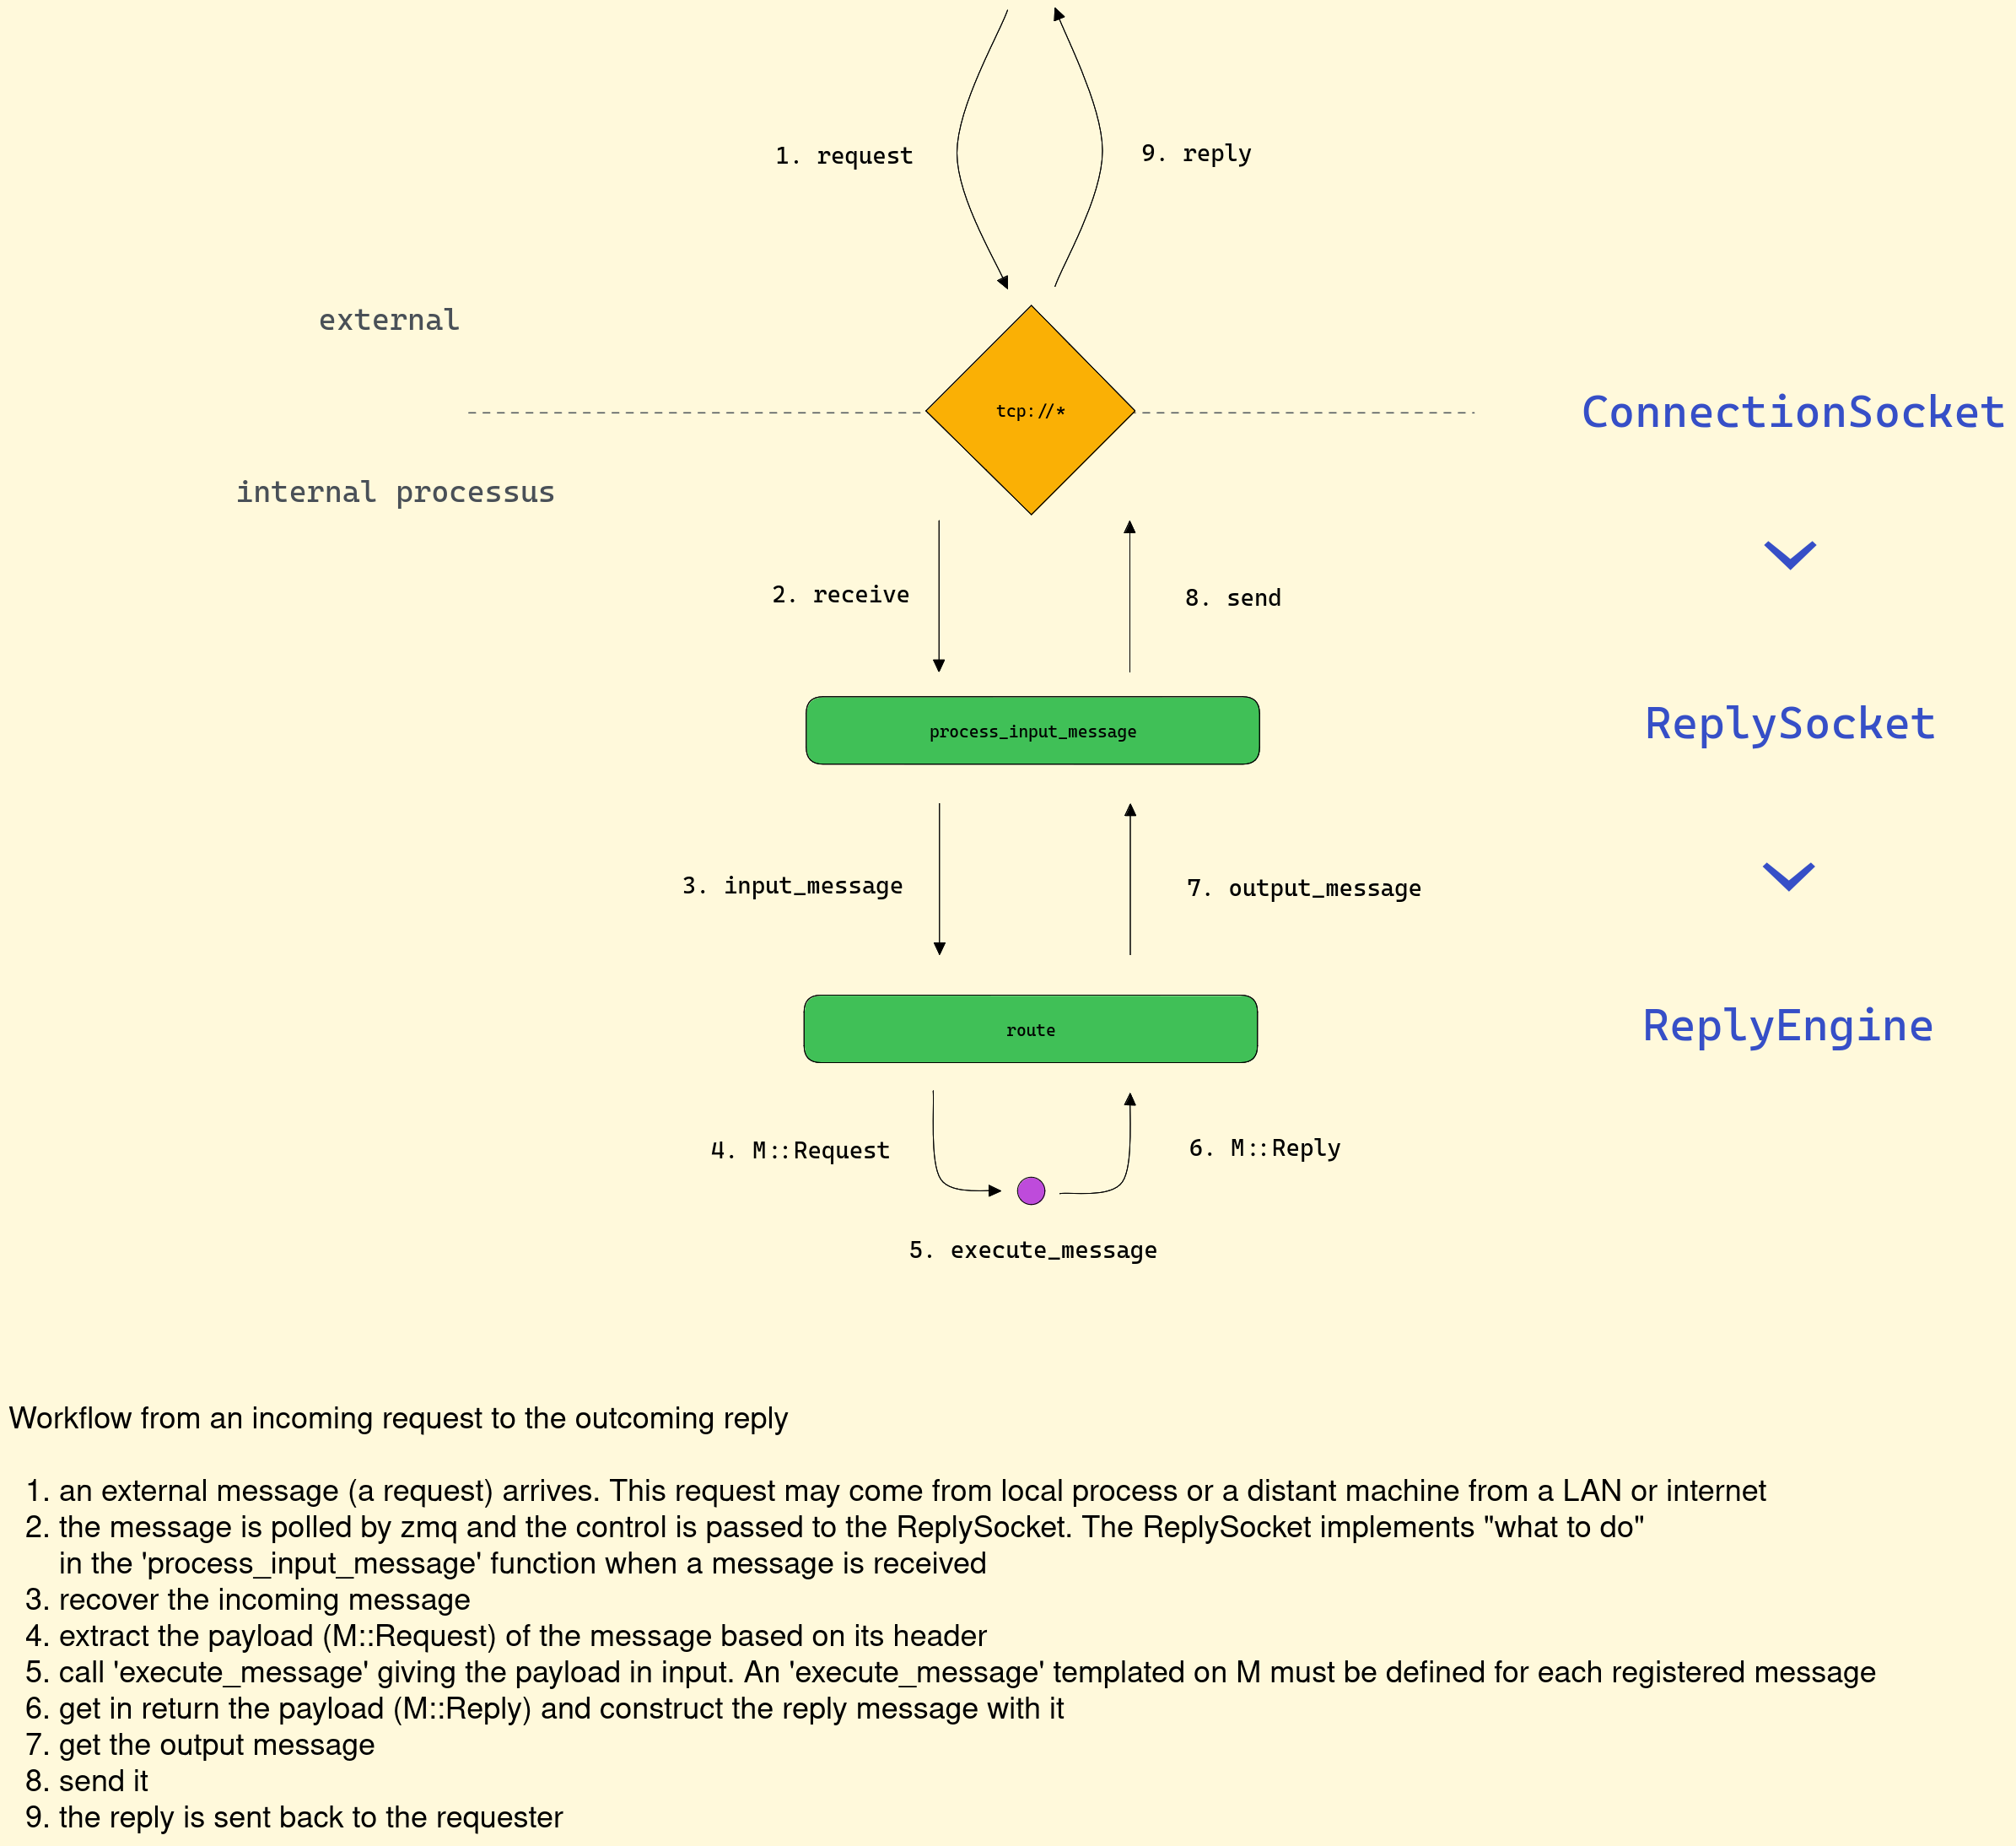 1. request
9. reply
external
tcp://*
ConnectionSocket
internal processus
2. receive
8. send
process_input_message
ReplySocket
3. input_message
7. output_message
route
ReplyEngine
4. M::Request
6. M::Reply
5. execute_message
Workflow from an incoming request to the outcoming reply
1. an external message (a request) arrives. This request may come from local process or a distant machine from a LAN or internet
2. the message is polled by zmq and the control is passed to the ReplySocket. The ReplySocket implements "what to do"
in the 'process_input_message' function when a message is received
3. recover the incoming message
4. extract the payload (M::Request) of the message based on its header
5. call 'execute_message' giving the payload in input. An 'execute_message' templated on M must be defined for each registered message
6. get in return the payload (M::Reply) and construct the reply message with it
7. get the output message
8. send it
9. the reply is sent back to the requester